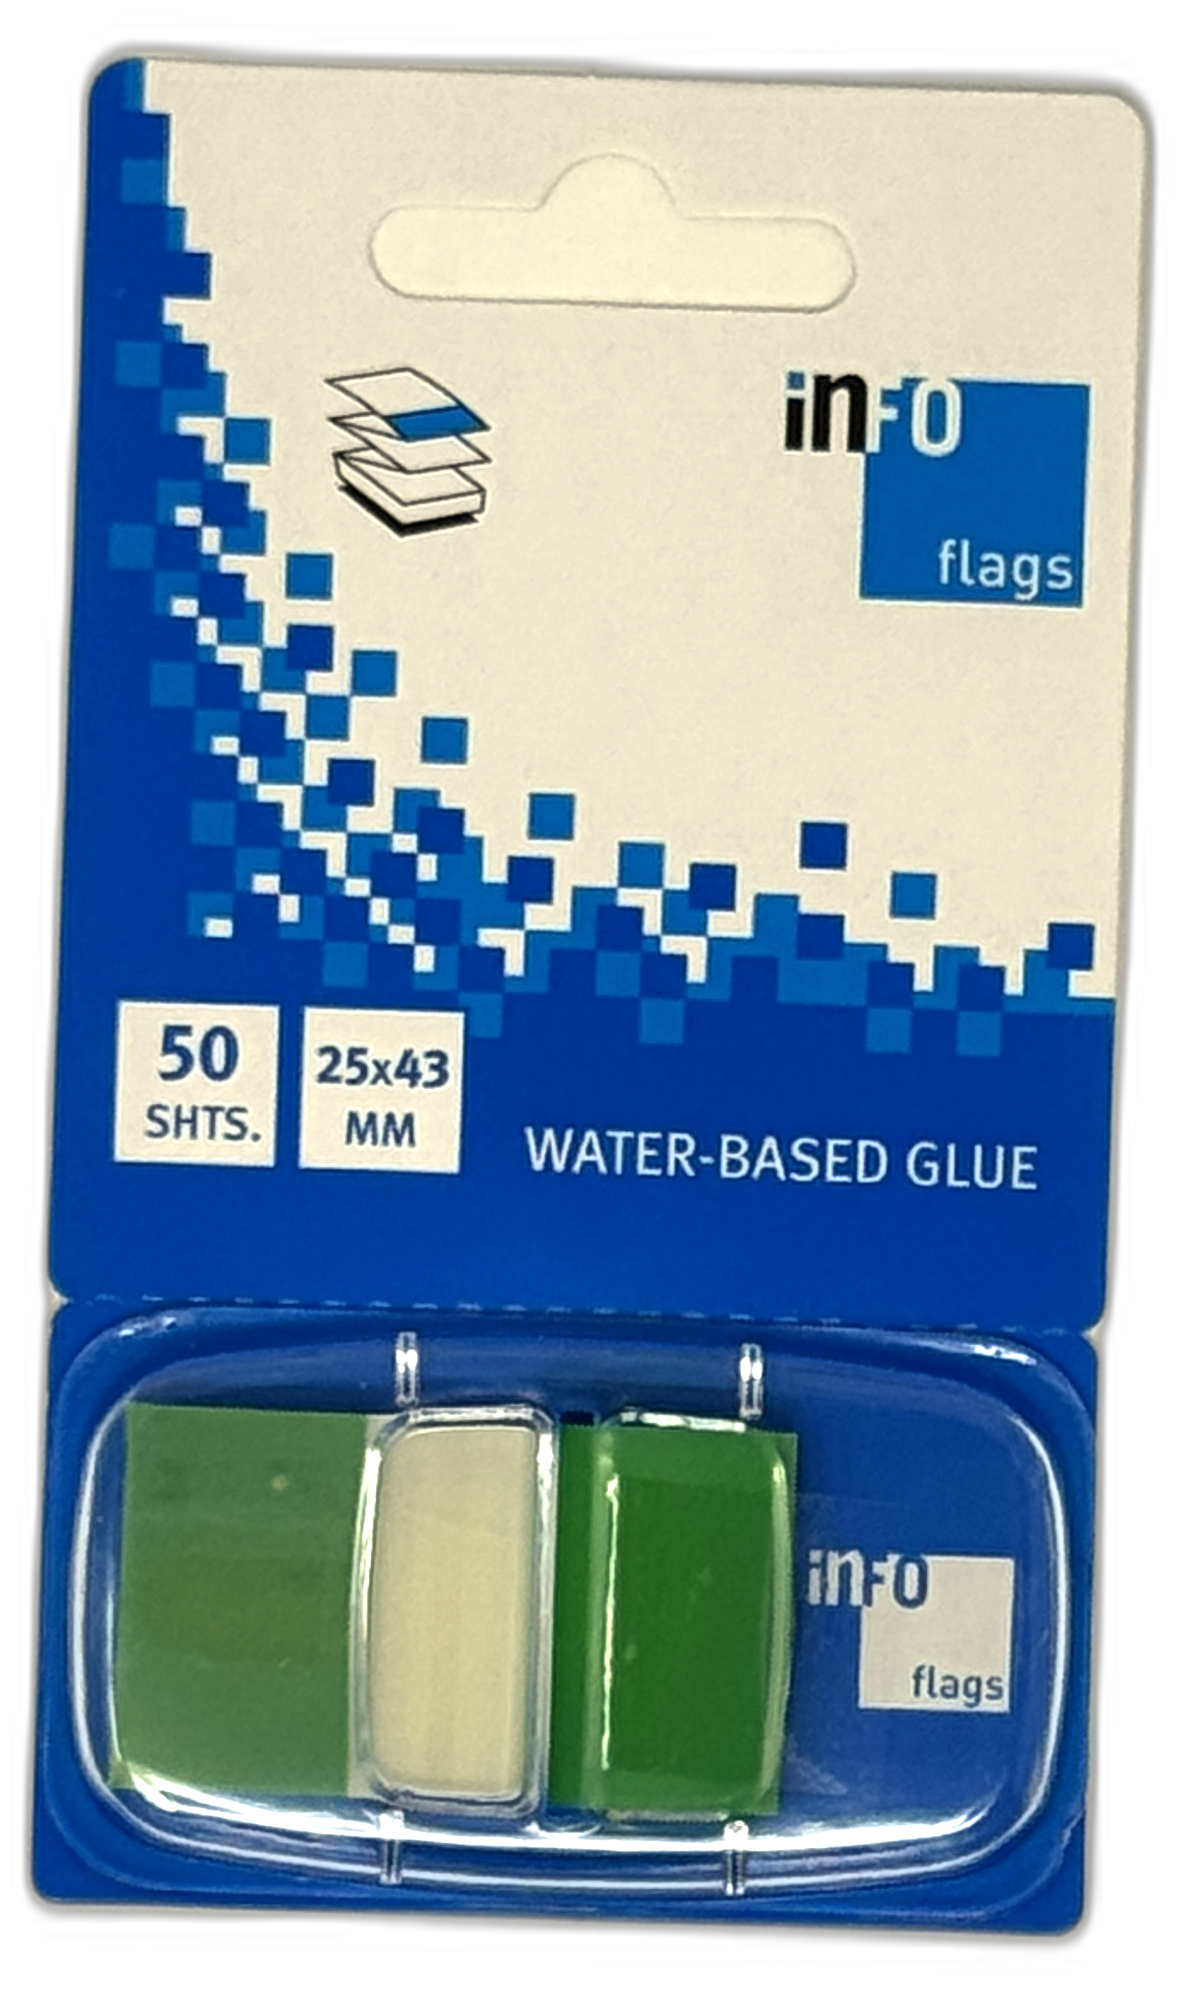 info
flags
50
SHTS.
25x43
MM
WATER-BASED GLUE
info
flags